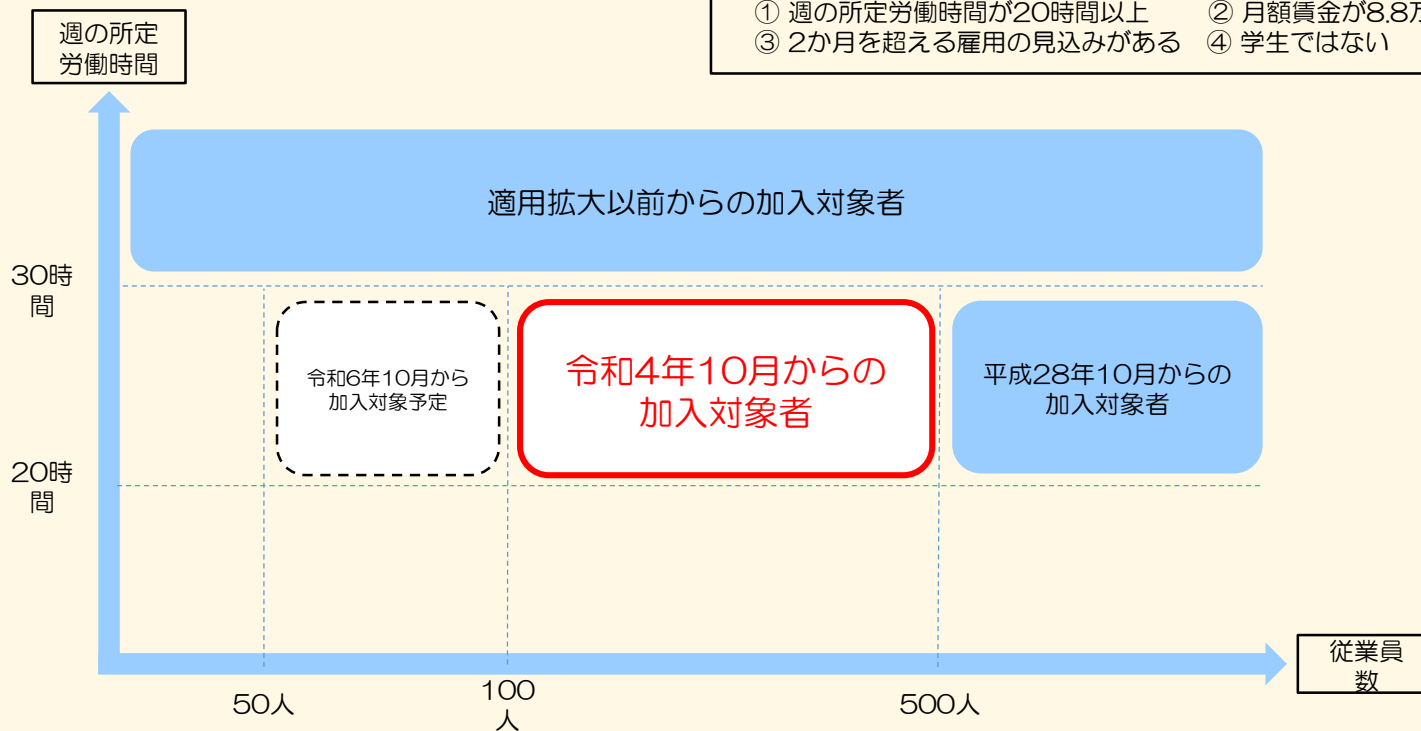 ① 週の所定労働時間が20時間以上 ② 月額賃金が8.8万
③ 2か月を超える雇用の見込みがある ④ 学生ではない
週の所定
労働時間
適用拡大以前からの加入対象者
30時
間
令和6年10月から
加入対象予定
令和4年10月からの
加入対象者
平成28年10月からの
加入対象者
20時
間
従業員
数
50人
100
人
500人